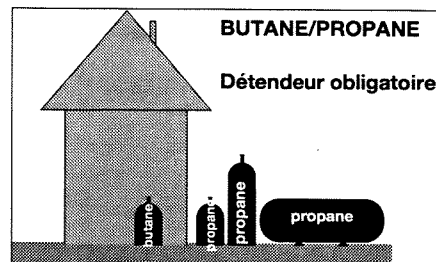 BUTANE/PROPANE
Détendeur obligatoire
butane
propane
propane
propane